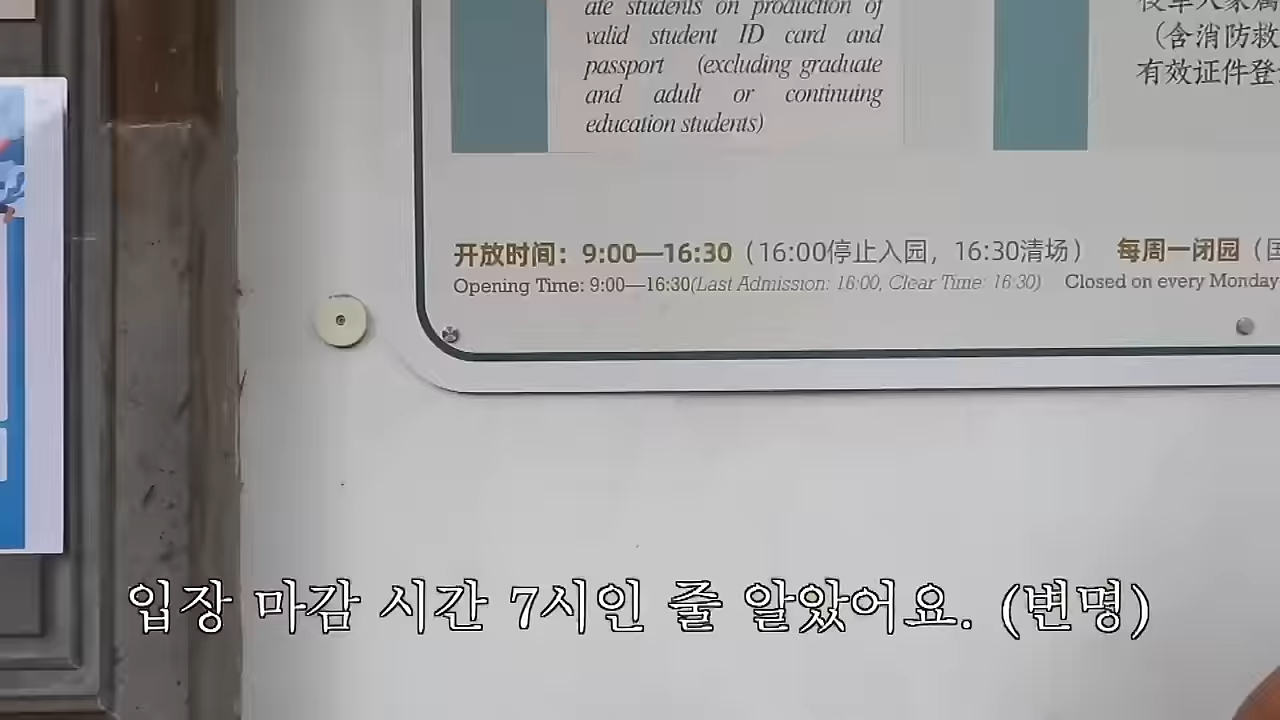 ate students on production of
valid student ID card and
passport (excluding graduate
and adult or continuing
education students)
(含消防救
有效证件登
开放时间：9:00—16:30（16:00停止入园，16:30清场） 每周一闭园（国
Opening Time: 9:00—16:30(Last Admission: 16:00, Clear Time: 16:30) Closed on every Monday
입장 마감 시간 7시인 줄 알았어요. (변명)